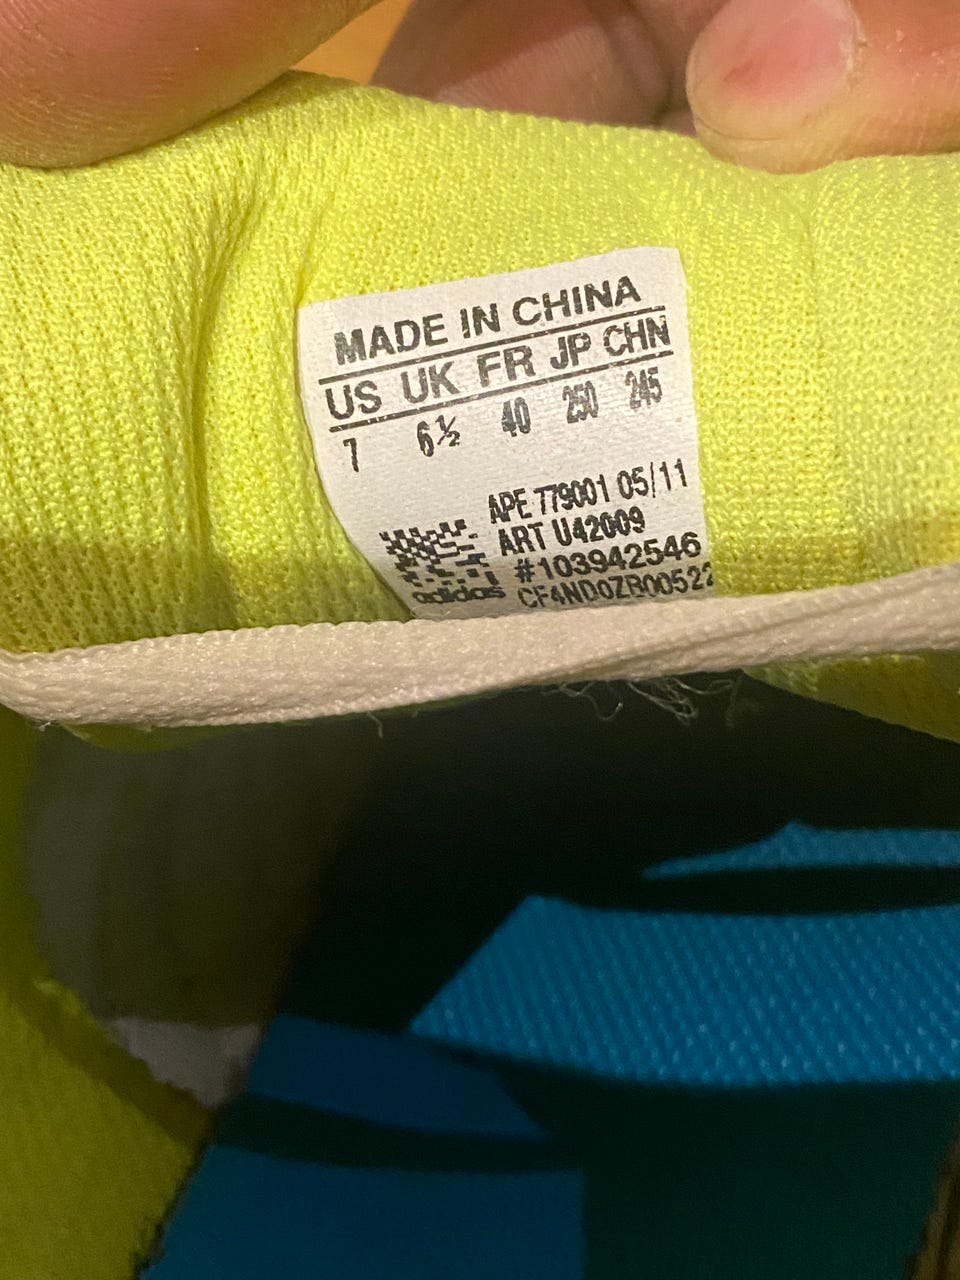 MADE IN CHINA
US UK FR JP CHN
7 6½ 40 250 245
APE 779001 05/11
ART U42009
#103942546
adidas